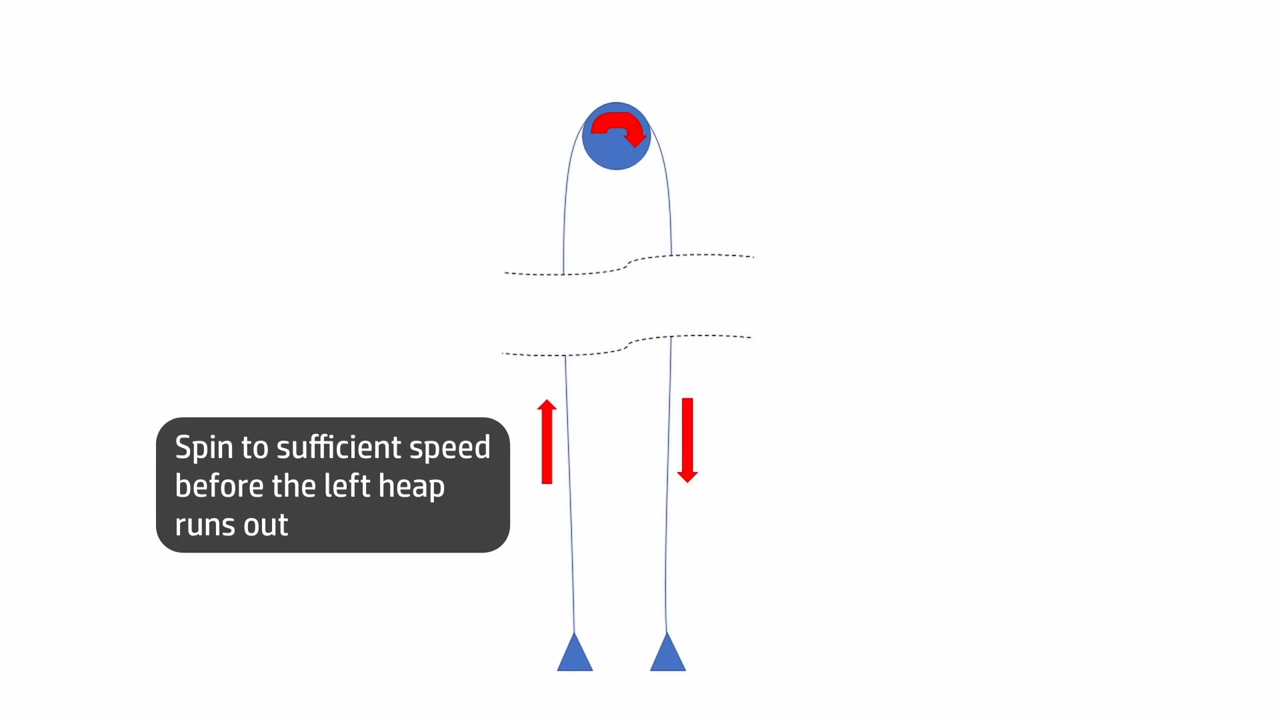 Spin to sufficient speed
before the left heap
runs out